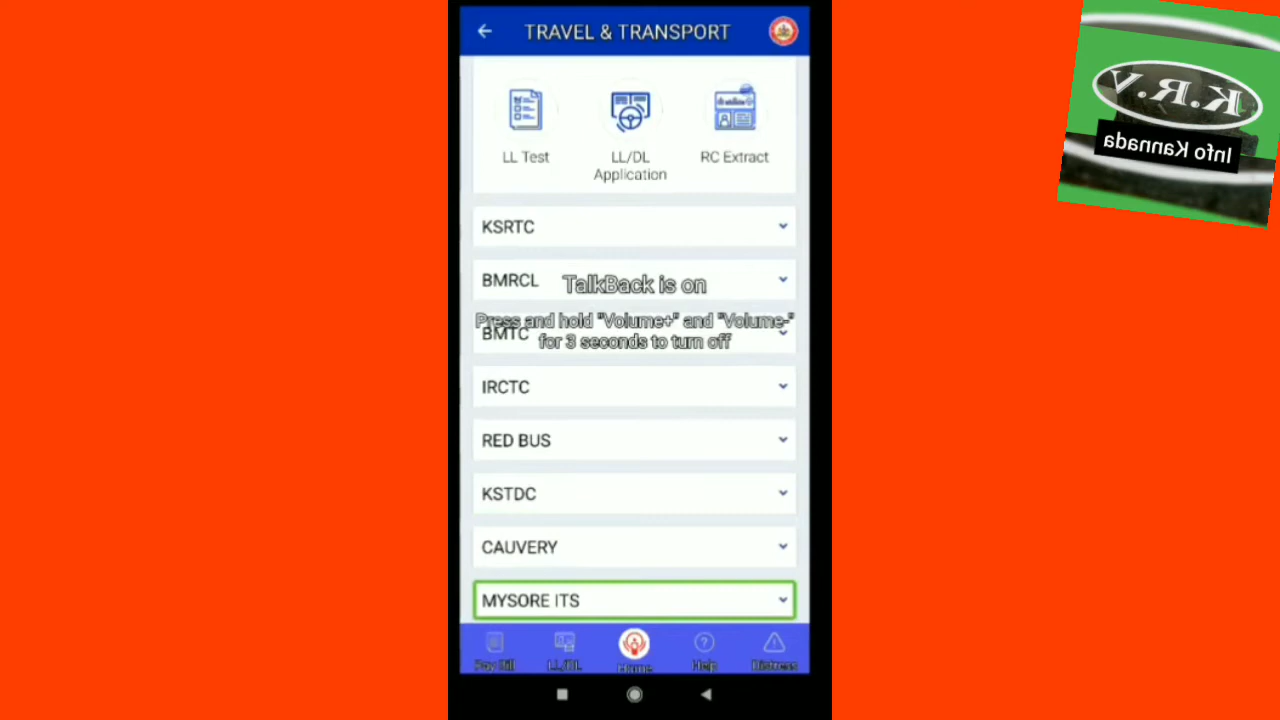 TRAVEL & TRANSPORT
LL Test
LL/DL
Application
RC Extract
KSRTC
BMRCL
TalkBack is on
Press and hold "Volume+" and "Volume-"
for 3 seconds to turn off
BMTC
IRCTC
RED BUS
KSTDC
CAUVERY
MYSORE ITS
Pay Bill
LL/DL
Home
Help
Distress
K.R.V
Info Kannada